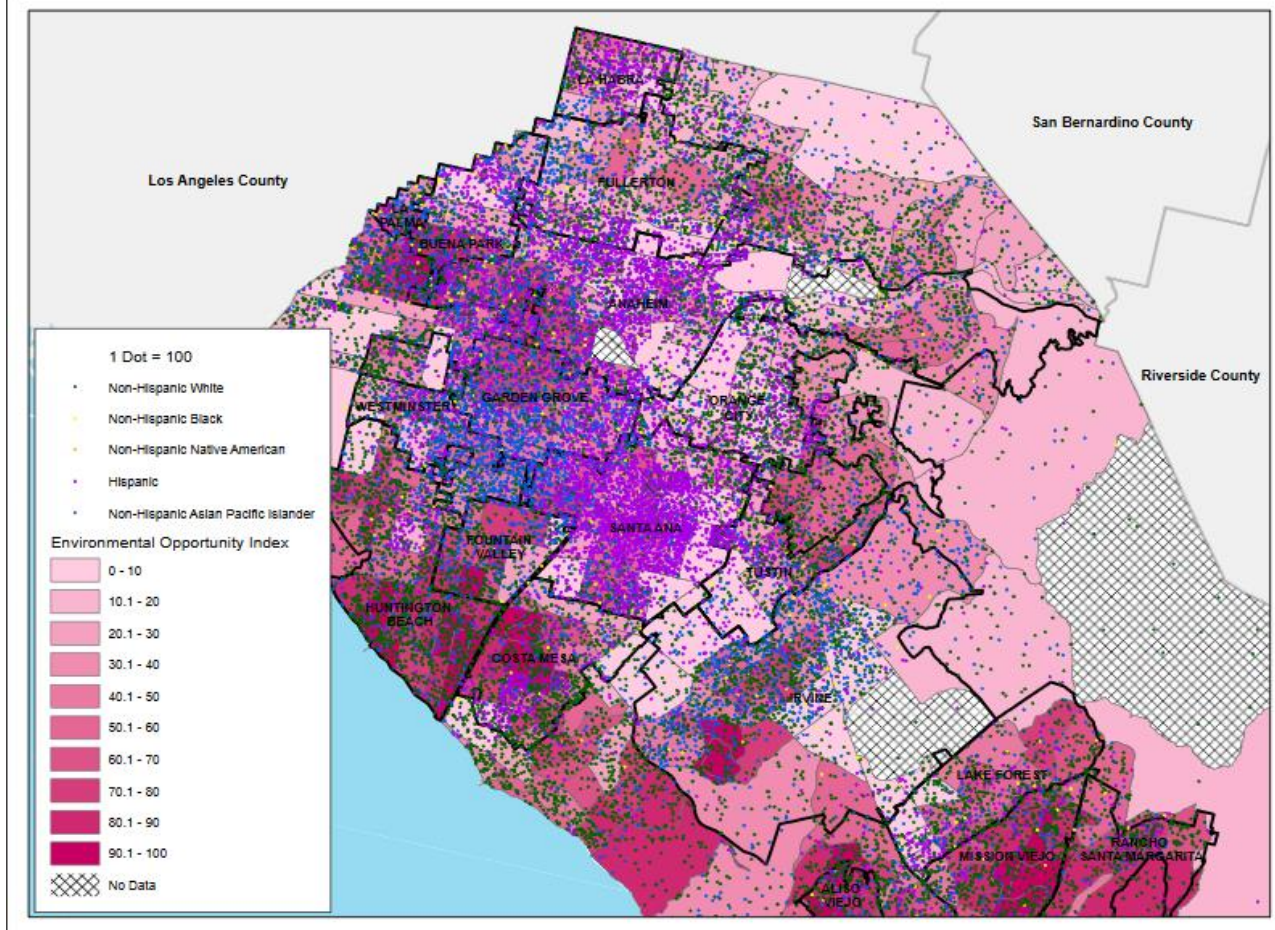 San Bernardino County
Los Angeles County
Riverside County
LA HABRA
FULLERTON
LA
PALMA
BUENA PARK
ANAHEIM
GARDEN GROVE
WESTMINSTER
ORANGE
CITY
SANTA ANA
FOUNTAIN
VALLEY
TUSTIN
HUNTINGTON
BEACH
COSTA MESA
IRVINE
LAKE FOREST
MISSION VIEJO
RANCHO
SANTA MARGARITA
ALISO
VIEJO
1 Dot = 100
Non-Hispanic White
Non-Hispanic Black
Non-Hispanic Native American
Hispanic
Non-Hispanic Asian Pacific Islander
Environmental Opportunity Index
0 - 10
10.1 - 20
20.1 - 30
30.1 - 40
40.1 - 50
50.1 - 60
60.1 - 70
70.1 - 80
80.1 - 90
90.1 - 100
No Data